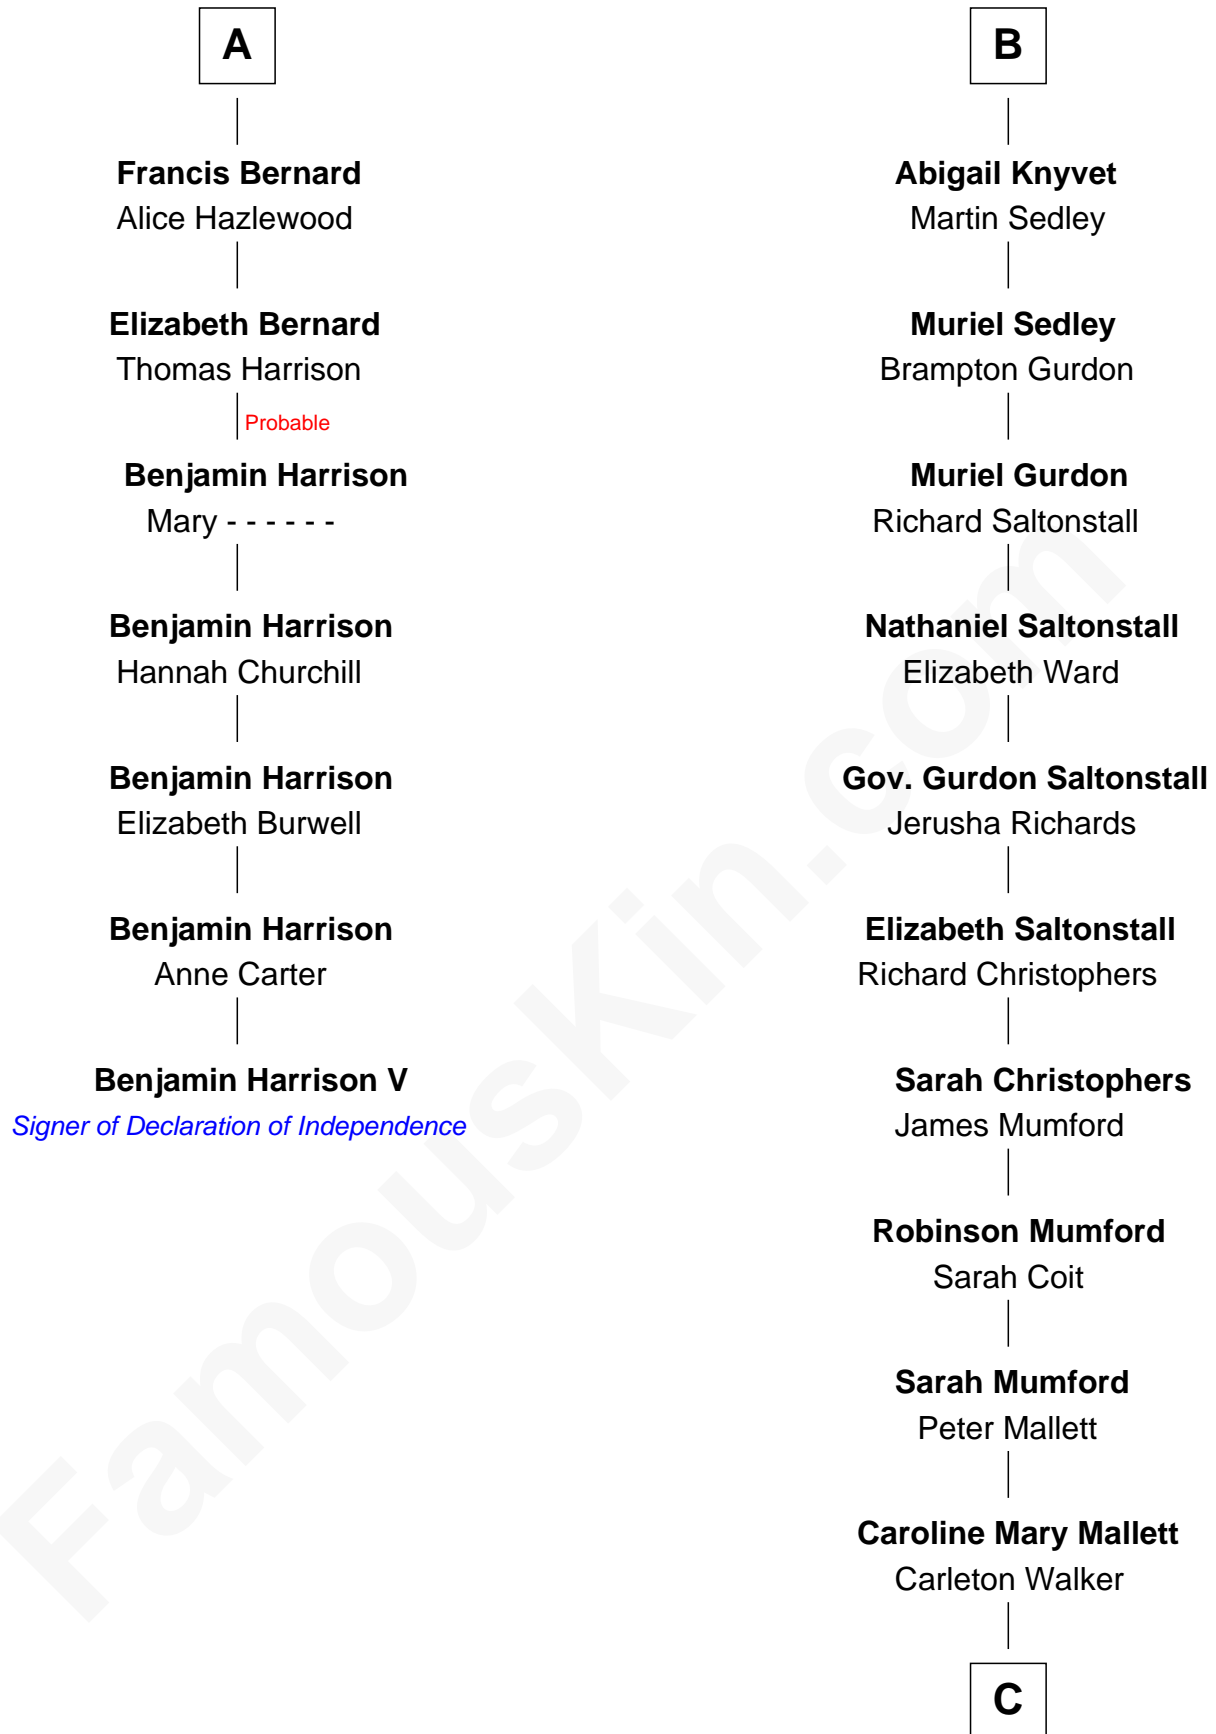 A
Francis Bernard
Alice Hazlewood
Elizabeth Bernard
Thomas Harrison
Probable
Benjamin Harrison
Mary - - - - - -
Benjamin Harrison
Hannah Churchill
Benjamin Harrison
Elizabeth Burwell
Benjamin Harrison
Anne Carter
Benjamin Harrison V
Signer of Declaration of Independence
B
Abigail Knyvet
Martin Sedley
Muriel Sedley
Brampton Gurdon
Muriel Gurdon
Richard Saltonstall
Nathaniel Saltonstall
Elizabeth Ward
Gov. Gurdon Saltonstall
Jerusha Richards
Elizabeth Saltonstall
Richard Christophers
Sarah Christophers
James Mumford
Robinson Mumford
Sarah Coit
Sarah Mumford
Peter Mallett
Caroline Mary Mallett
Carleton Walker
C
FamousKin.com